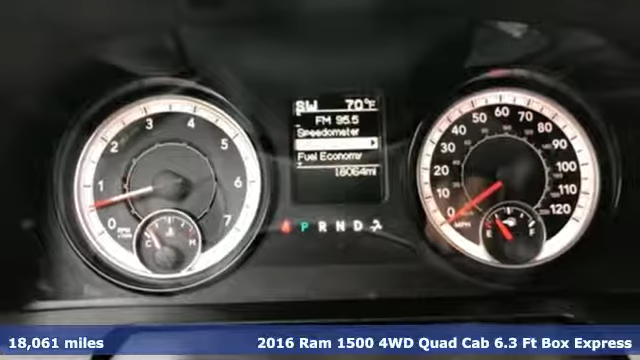 SW 70°F
FM 95.5
Speedometer
Fuel Economy
18064mi
0 1 2 3 4 5 6 7
RPM
C H
P R N D
0 10 20 30 40 50 60 70 80 90 100 110 120
MPH
E F
18,061 miles
2016 Ram 1500 4WD Quad Cab 6.3 Ft Box Express